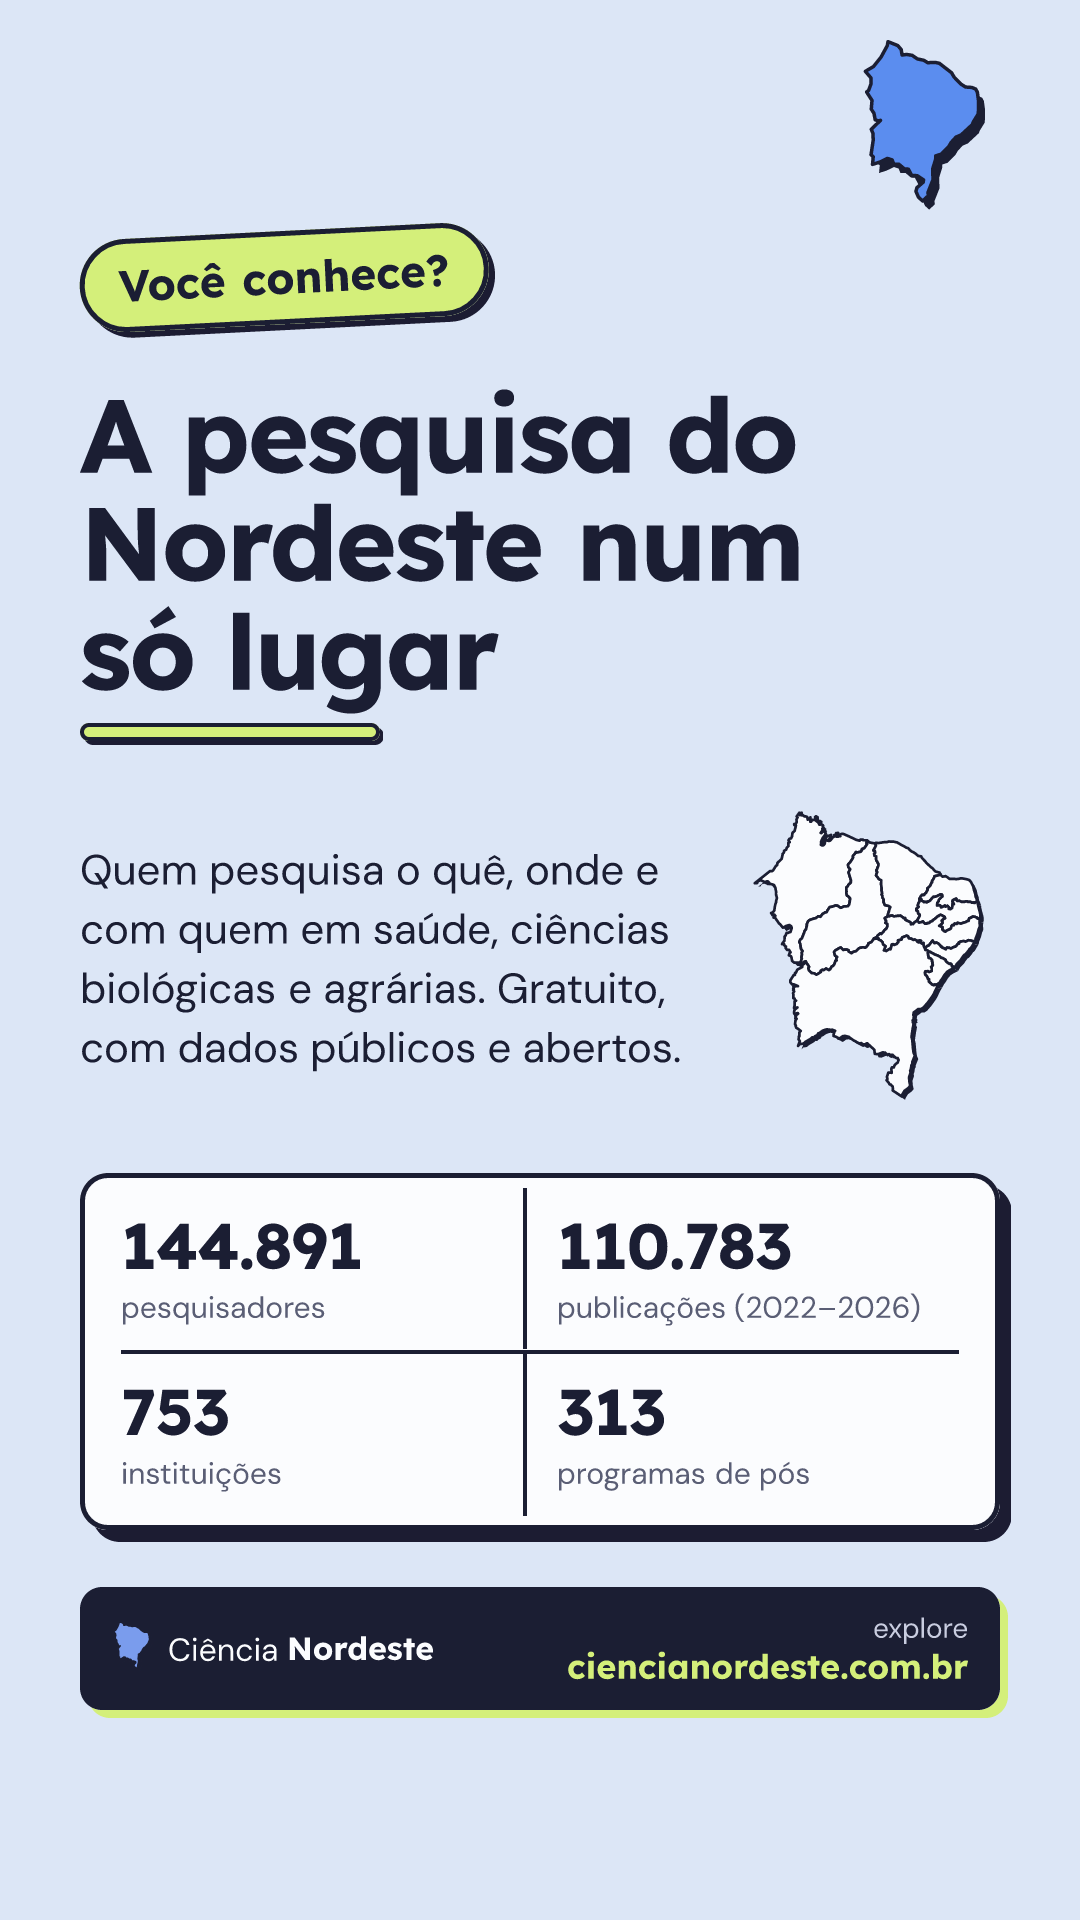 Você conhece?
A pesquisa do
Nordeste num
só lugar
Quem pesquisa o quê, onde e
com quem em saúde, ciências
biológicas e agrárias. Gratuito,
com dados públicos e abertos.
144.891
pesquisadores
110.783
publicações (2022–2026)
753
instituições
313
programas de pós
Ciência Nordeste
explore
ciencianordeste.com.br